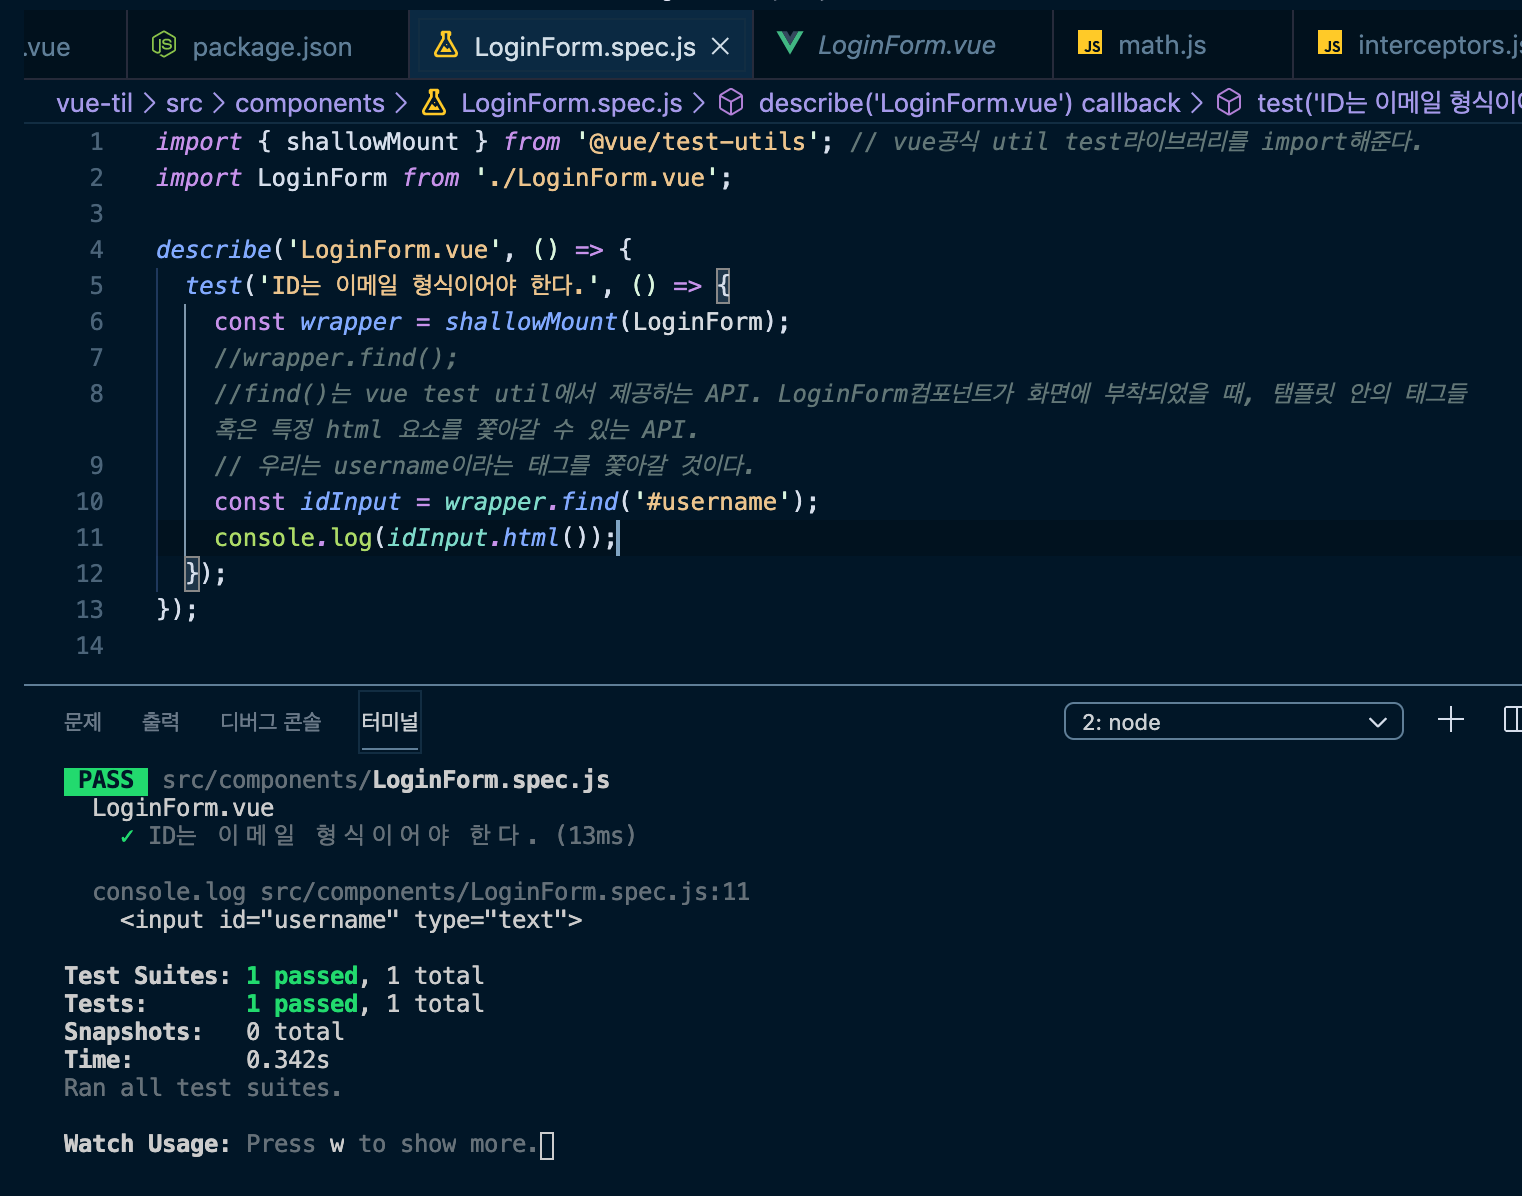 .vue package.json LoginForm.spec.js LoginForm.vue math.js interceptors.js
vue-til > src > components > LoginForm.spec.js > describe('LoginForm.vue') callback > test('ID는 이메일 형식이어
1 import { shallowMount } from '@vue/test-utils'; // vue공식 util test라이브러리를 import해준다.
2 import LoginForm from './LoginForm.vue';
3
4 describe('LoginForm.vue', () => {
5 test('ID는 이메일 형식이어야 한다.', () => {
6 const wrapper = shallowMount(LoginForm);
7 //wrapper.find();
8 //find()는 vue test util에서 제공하는 API. LoginForm컴포넌트가 화면에 부착되었을 때, 탬플릿 안의 태그들
혹은 특정 html 요소를 쫓아갈 수 있는 API.
9 // 우리는 username이라는 태그를 쫓아갈 것이다.
10 const idInput = wrapper.find('#username');
11 console.log(idInput.html());
12 });
13 });
14
문제 출력 디버그 콘솔 터미널 2: node
PASS src/components/LoginForm.spec.js
LoginForm.vue
✓ ID는 이메일 형식이어야 한다. (13ms)
console.log src/components/LoginForm.spec.js:11
<input id="username" type="text">
Test Suites: 1 passed, 1 total
Tests: 1 passed, 1 total
Snapshots: 0 total
Time: 0.342s
Ran all test suites.
Watch Usage: Press w to show more.